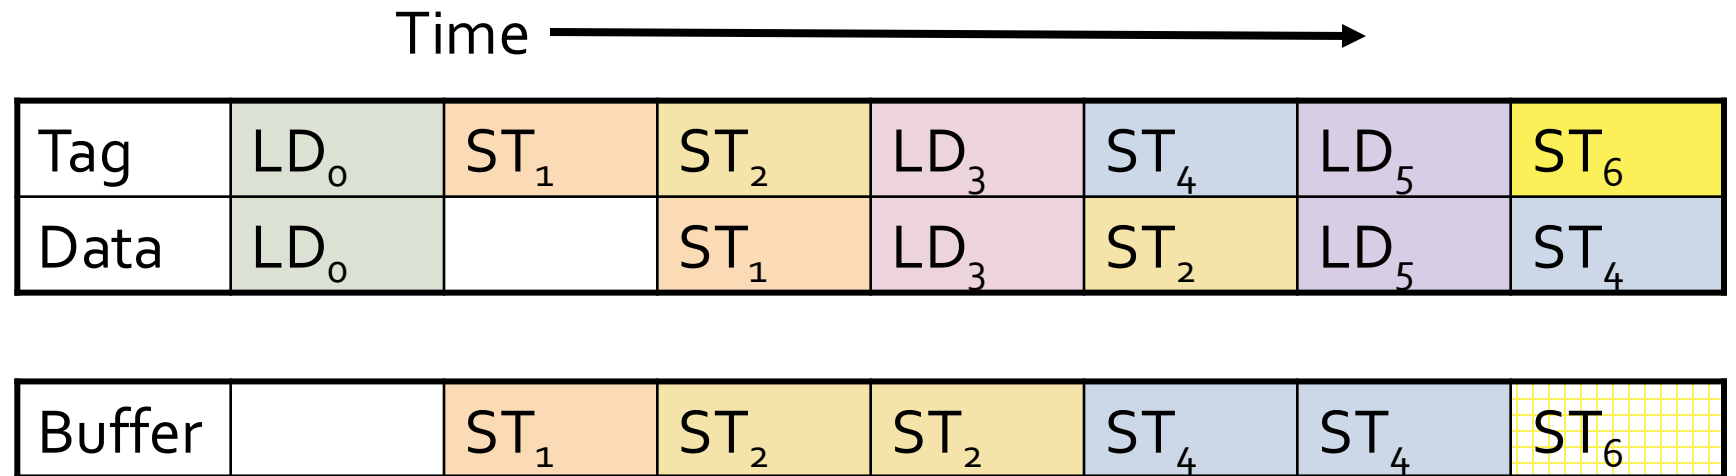 Time
Tag LD₀ ST₁ ST₂ LD₃ ST₄ LD₅ ST₆
Data LD₀ ST₁ LD₃ ST₂ LD₅ ST₄
Buffer ST₁ ST₂ ST₂ ST₄ ST₄ ST₆